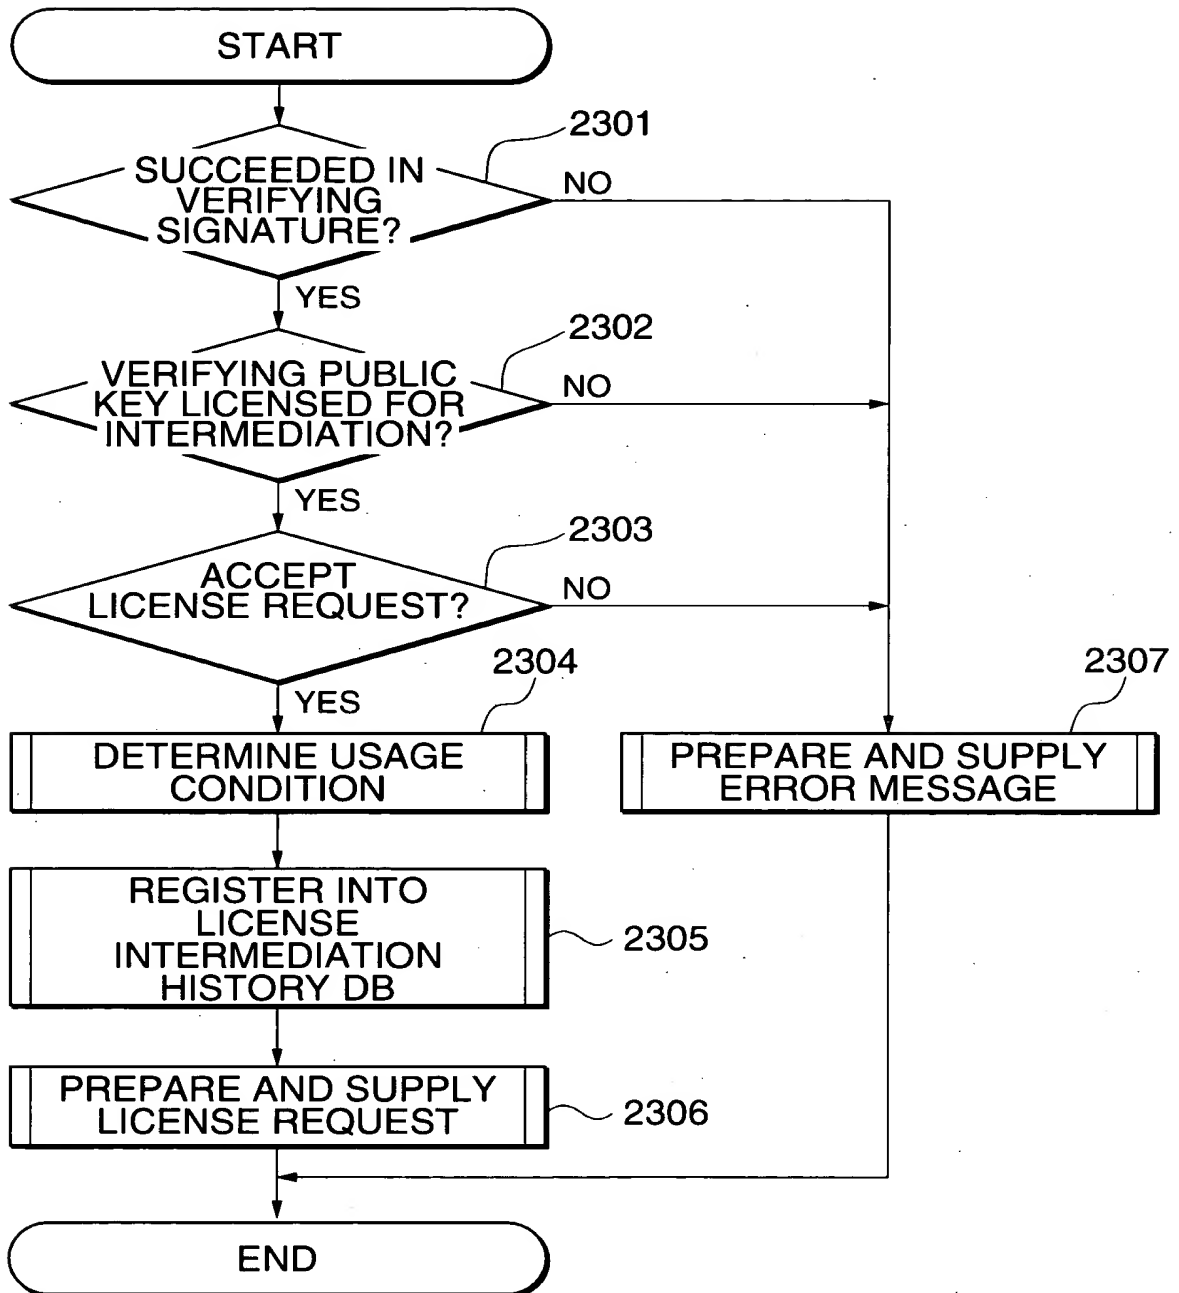 START
2301
SUCCEEDED IN
VERIFYING
SIGNATURE?
NO
YES
2302
VERIFYING PUBLIC
KEY LICENSED FOR
INTERMEDIATION?
NO
YES
2303
ACCEPT
LICENSE REQUEST?
NO
YES
2304
DETERMINE USAGE
CONDITION
2307
PREPARE AND SUPPLY
ERROR MESSAGE
REGISTER INTO
LICENSE
INTERMEDIATION
HISTORY DB
2305
PREPARE AND SUPPLY
LICENSE REQUEST
2306
END